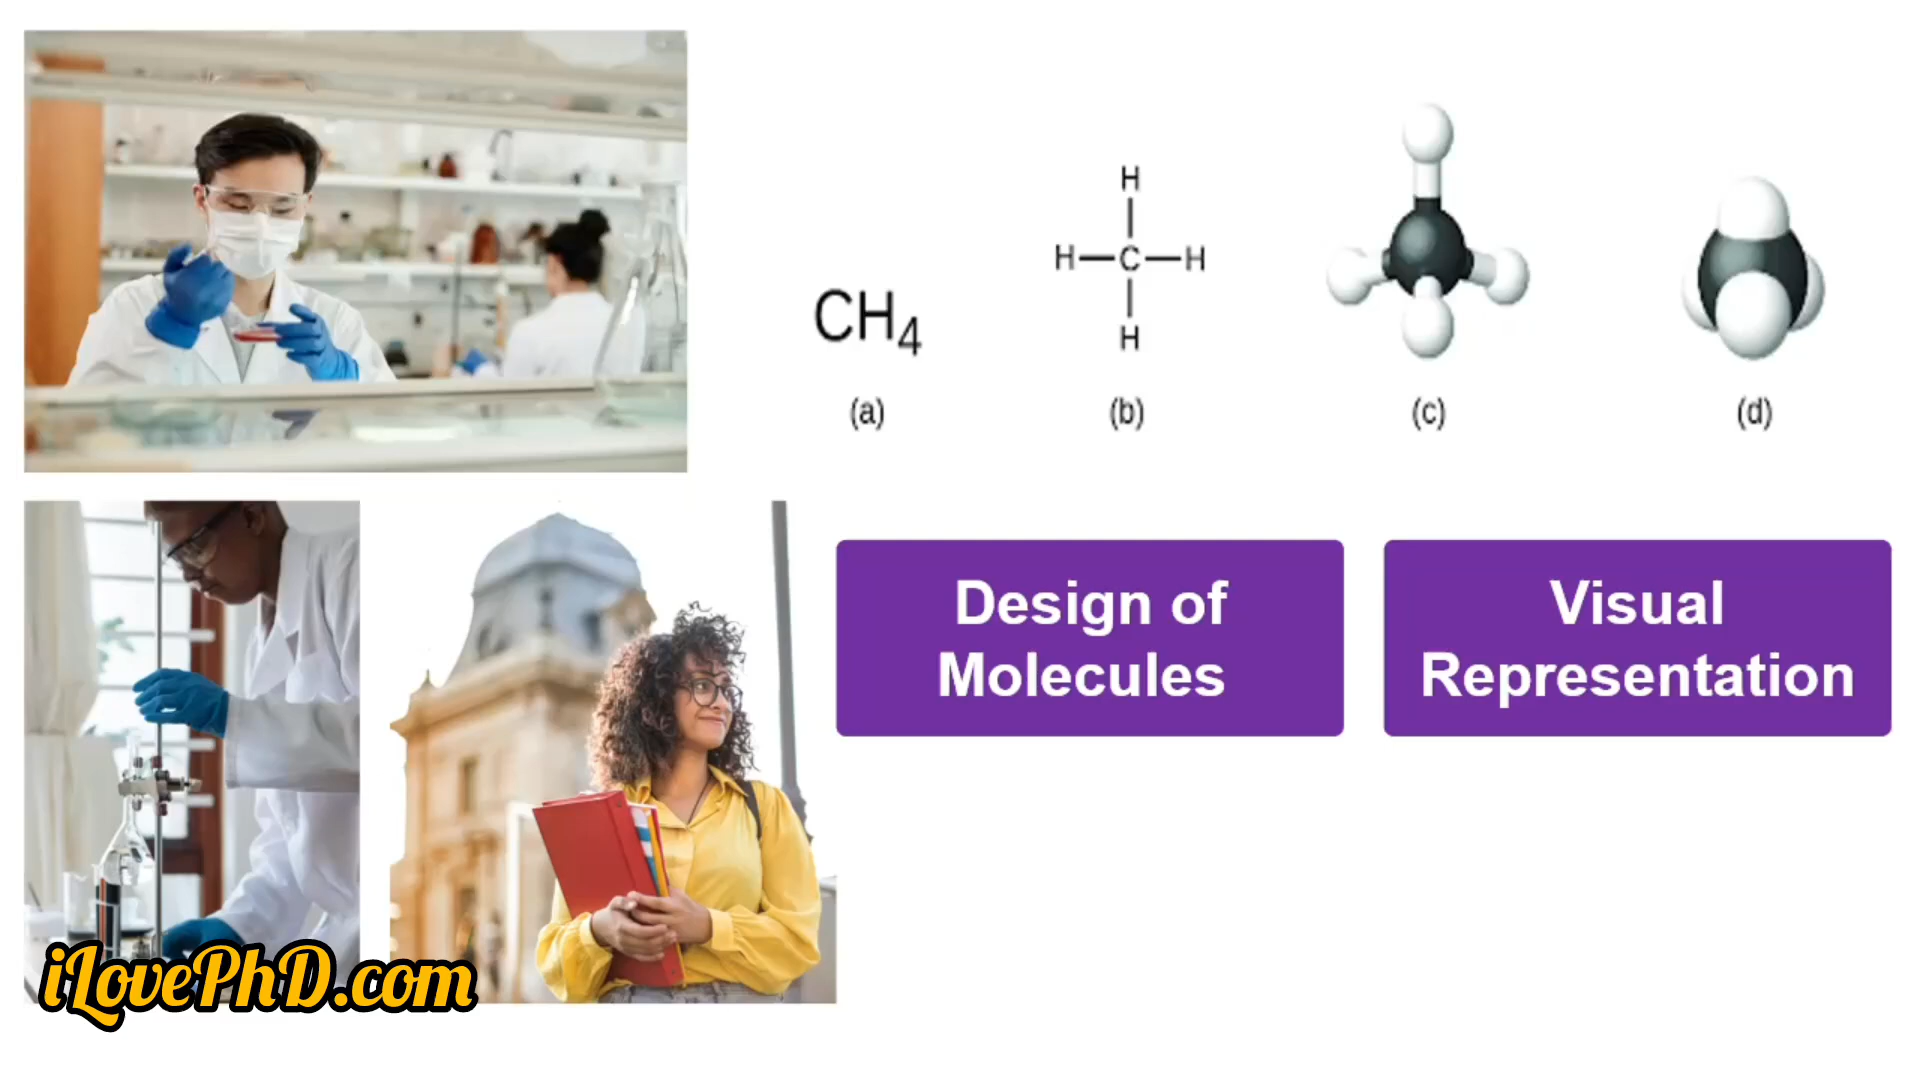 CH₄
H
H—C—H
H
(a)
(b)
(c)
(d)
Design of
Molecules
Visual
Representation
iLovePhD.com